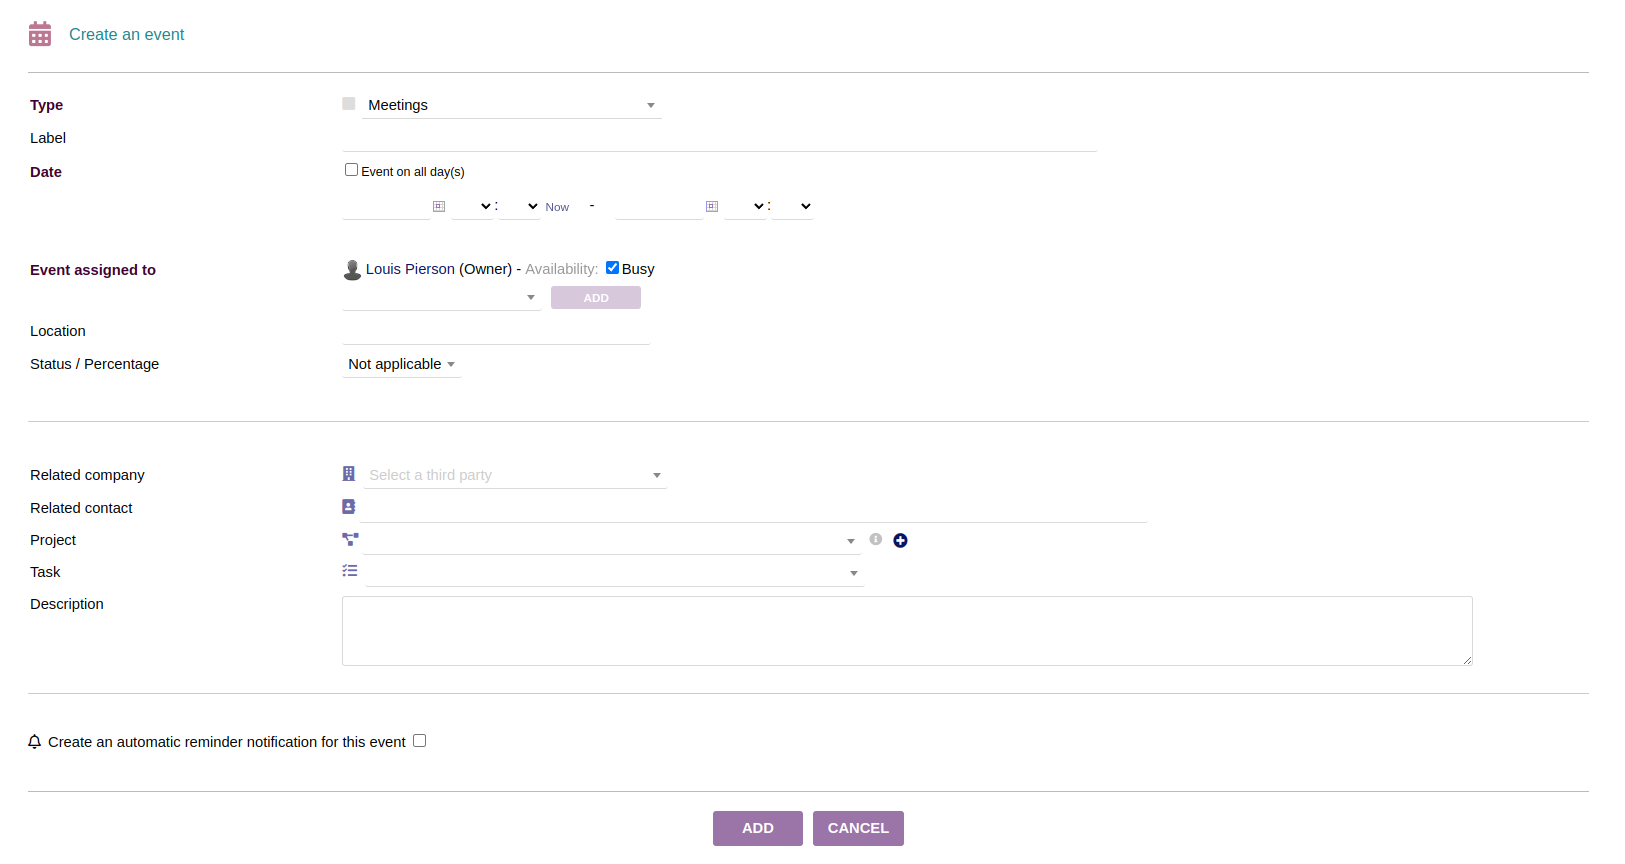 Create an event
Type Meetings
Label
Date Event on all day(s)
: Now - :
Event assigned to Louis Pierson (Owner) - Availability: Busy
ADD
Location
Status / Percentage Not applicable
Related company Select a third party
Related contact
Project
Task
Description
Create an automatic reminder notification for this event
ADD CANCEL